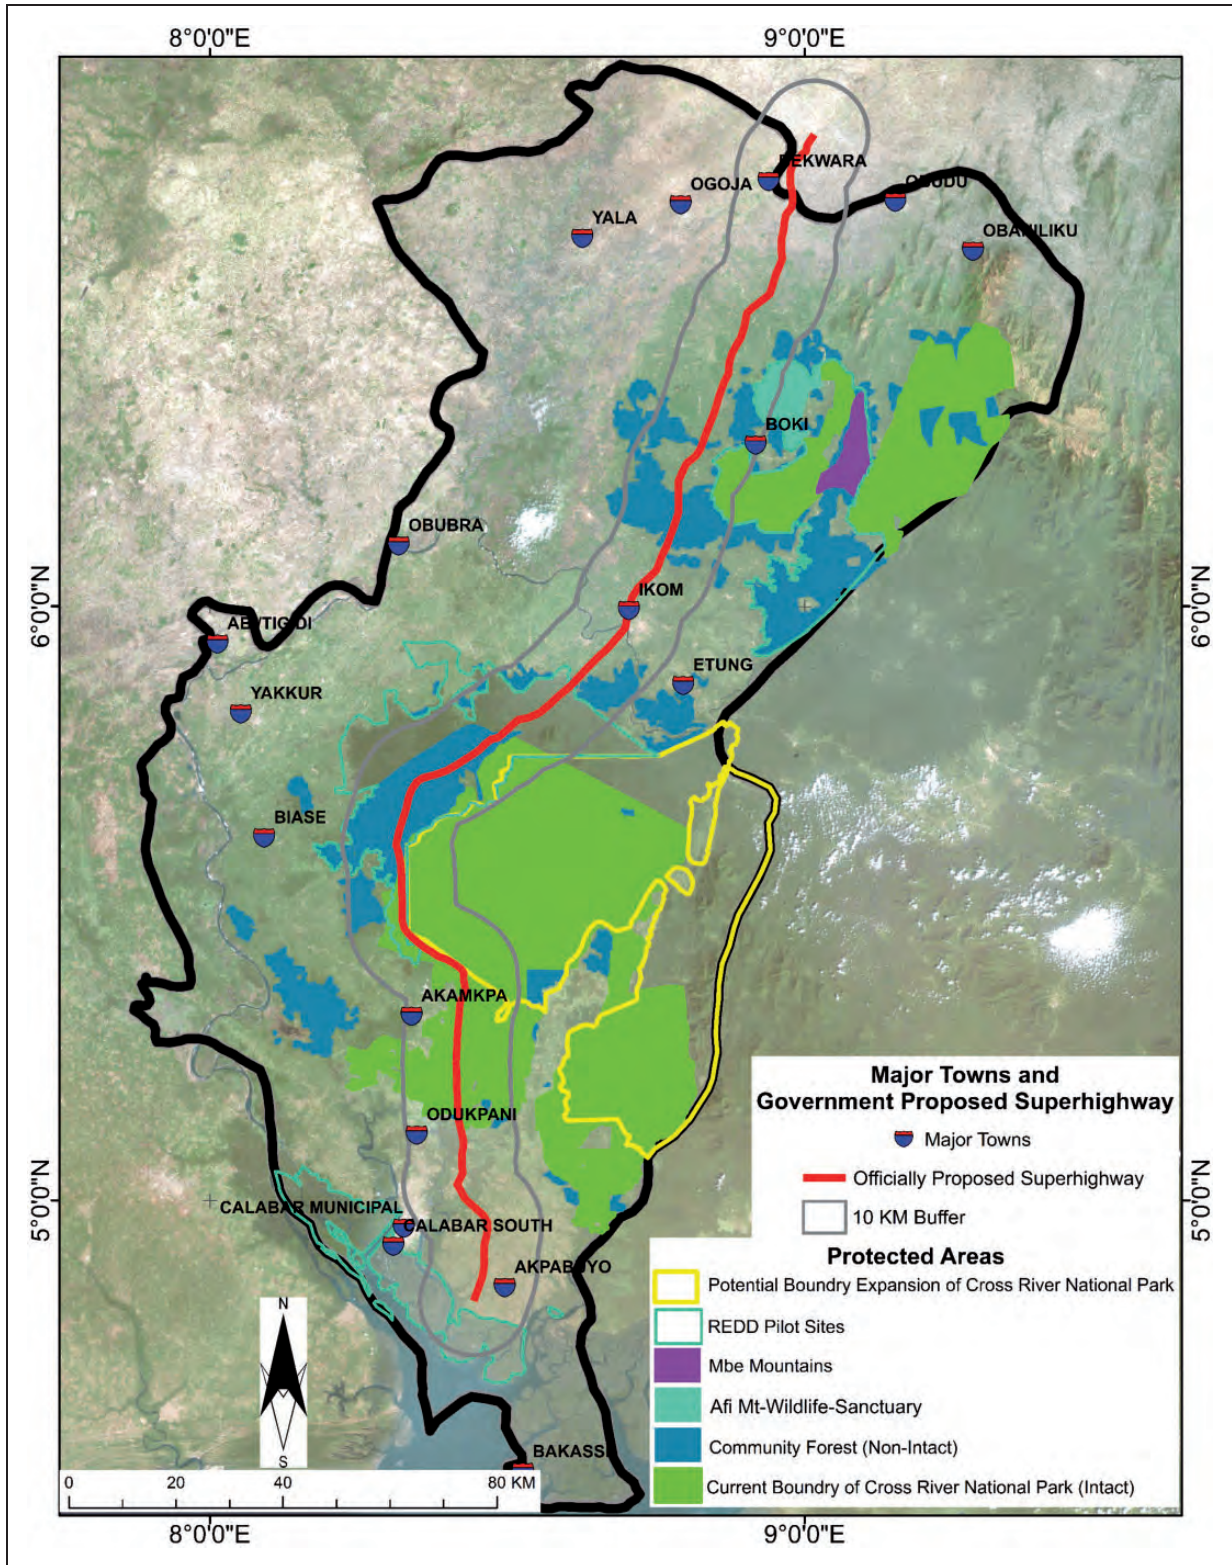 8°0'0"E
9°0'0"E
BEKWARA
OGOJA
OBUDU
YALA
OBANLIKU
BOKI
OBUBRA
IKOM
6°0'0"N
6°0'0"N
ETUNG
YAKKUR
BIASE
AKAMKPA
ODUKPANI
5°0'0"N
5°0'0"N
CALABAR MUNICIPAL
CALABAR SOUTH
AKPABUYO
BAKASSI
Major Towns and
Government Proposed Superhighway
Major Towns
Officially Proposed Superhighway
10 KM Buffer
Protected Areas
Potential Boundry Expansion of Cross River National Park
REDD Pilot Sites
Mbe Mountains
Afi Mt-Wildlife-Sanctuary
Community Forest (Non-Intact)
Current Boundry of Cross River National Park (Intact)
N
S
0 20 40 80 KM
8°0'0"E
9°0'0"E